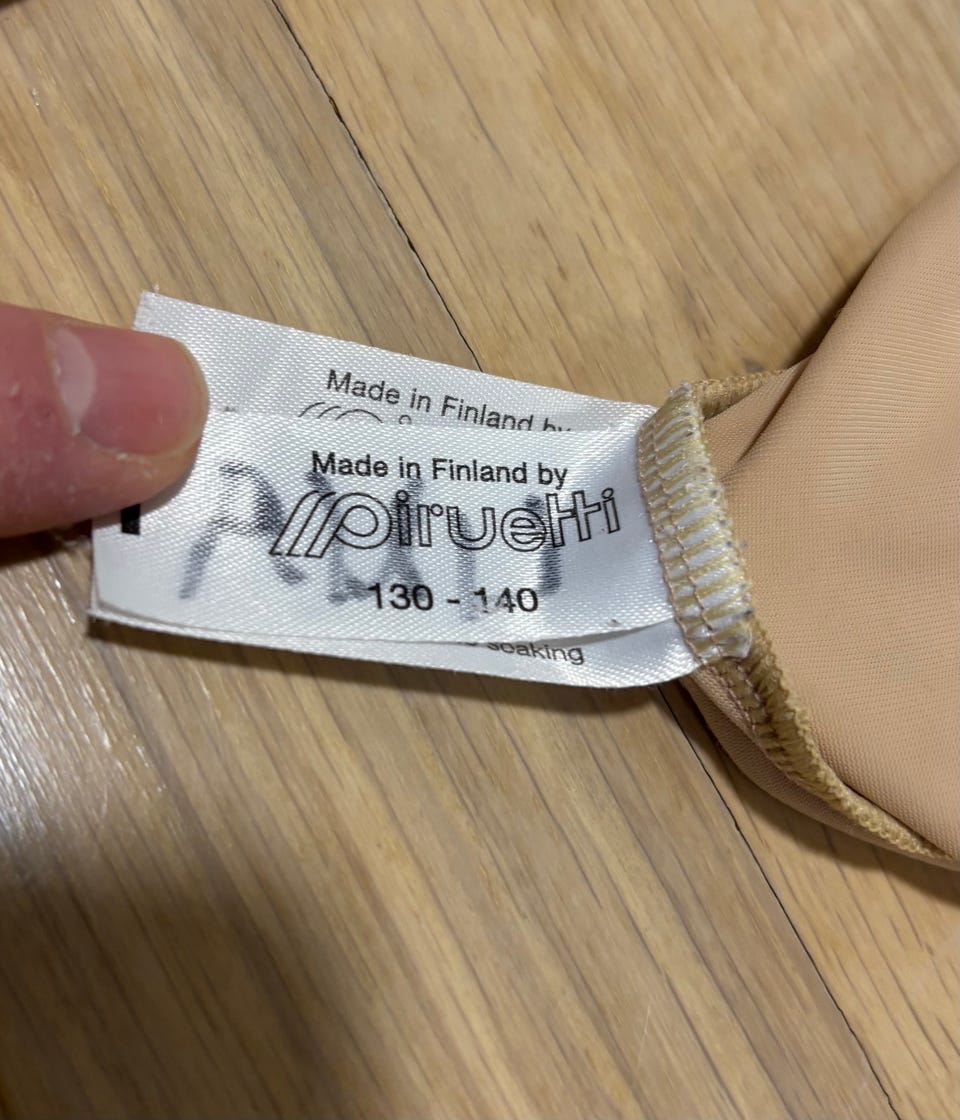 Made in Finland by
Made in Finland by
piruetti
130 - 140
soaking